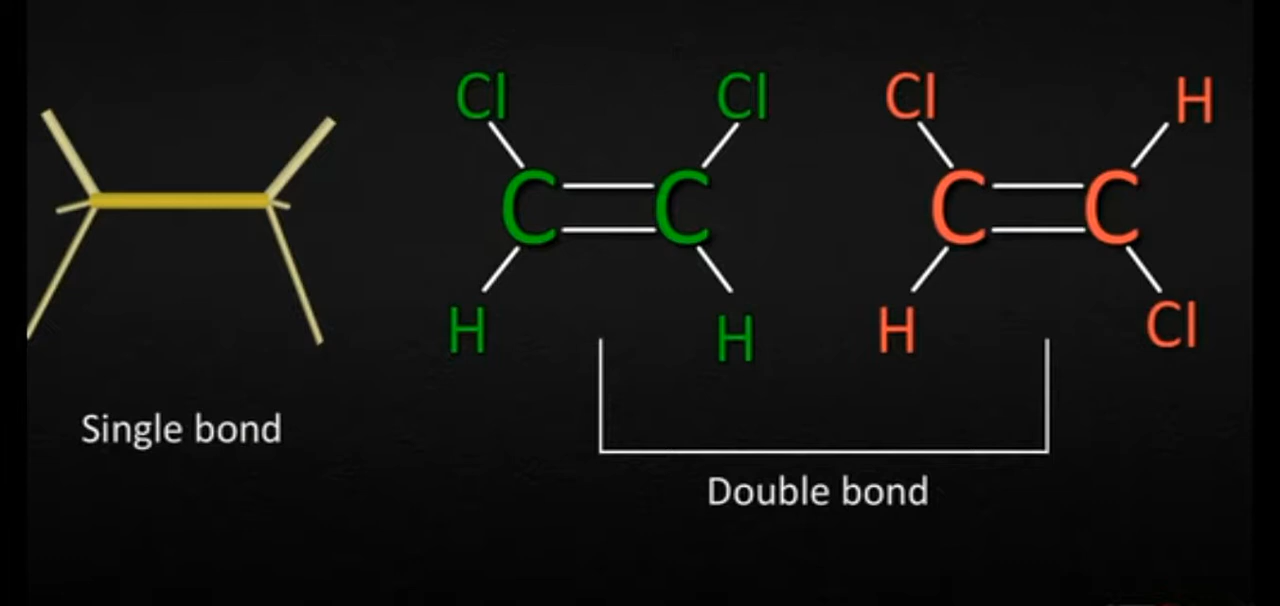 Cl Cl Cl H
C C C C
H H H Cl
Single bond
Double bond